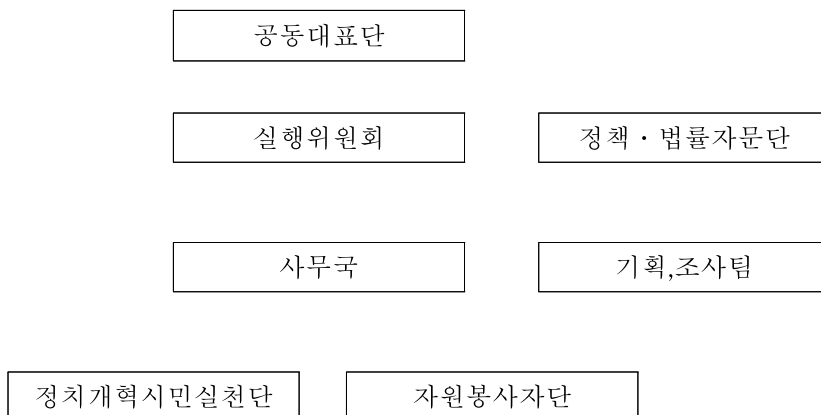 공동대표단
실행위원회
정책·법률자문단
사무국
기획,조사팀
정치개혁시민실천단
자원봉사자단